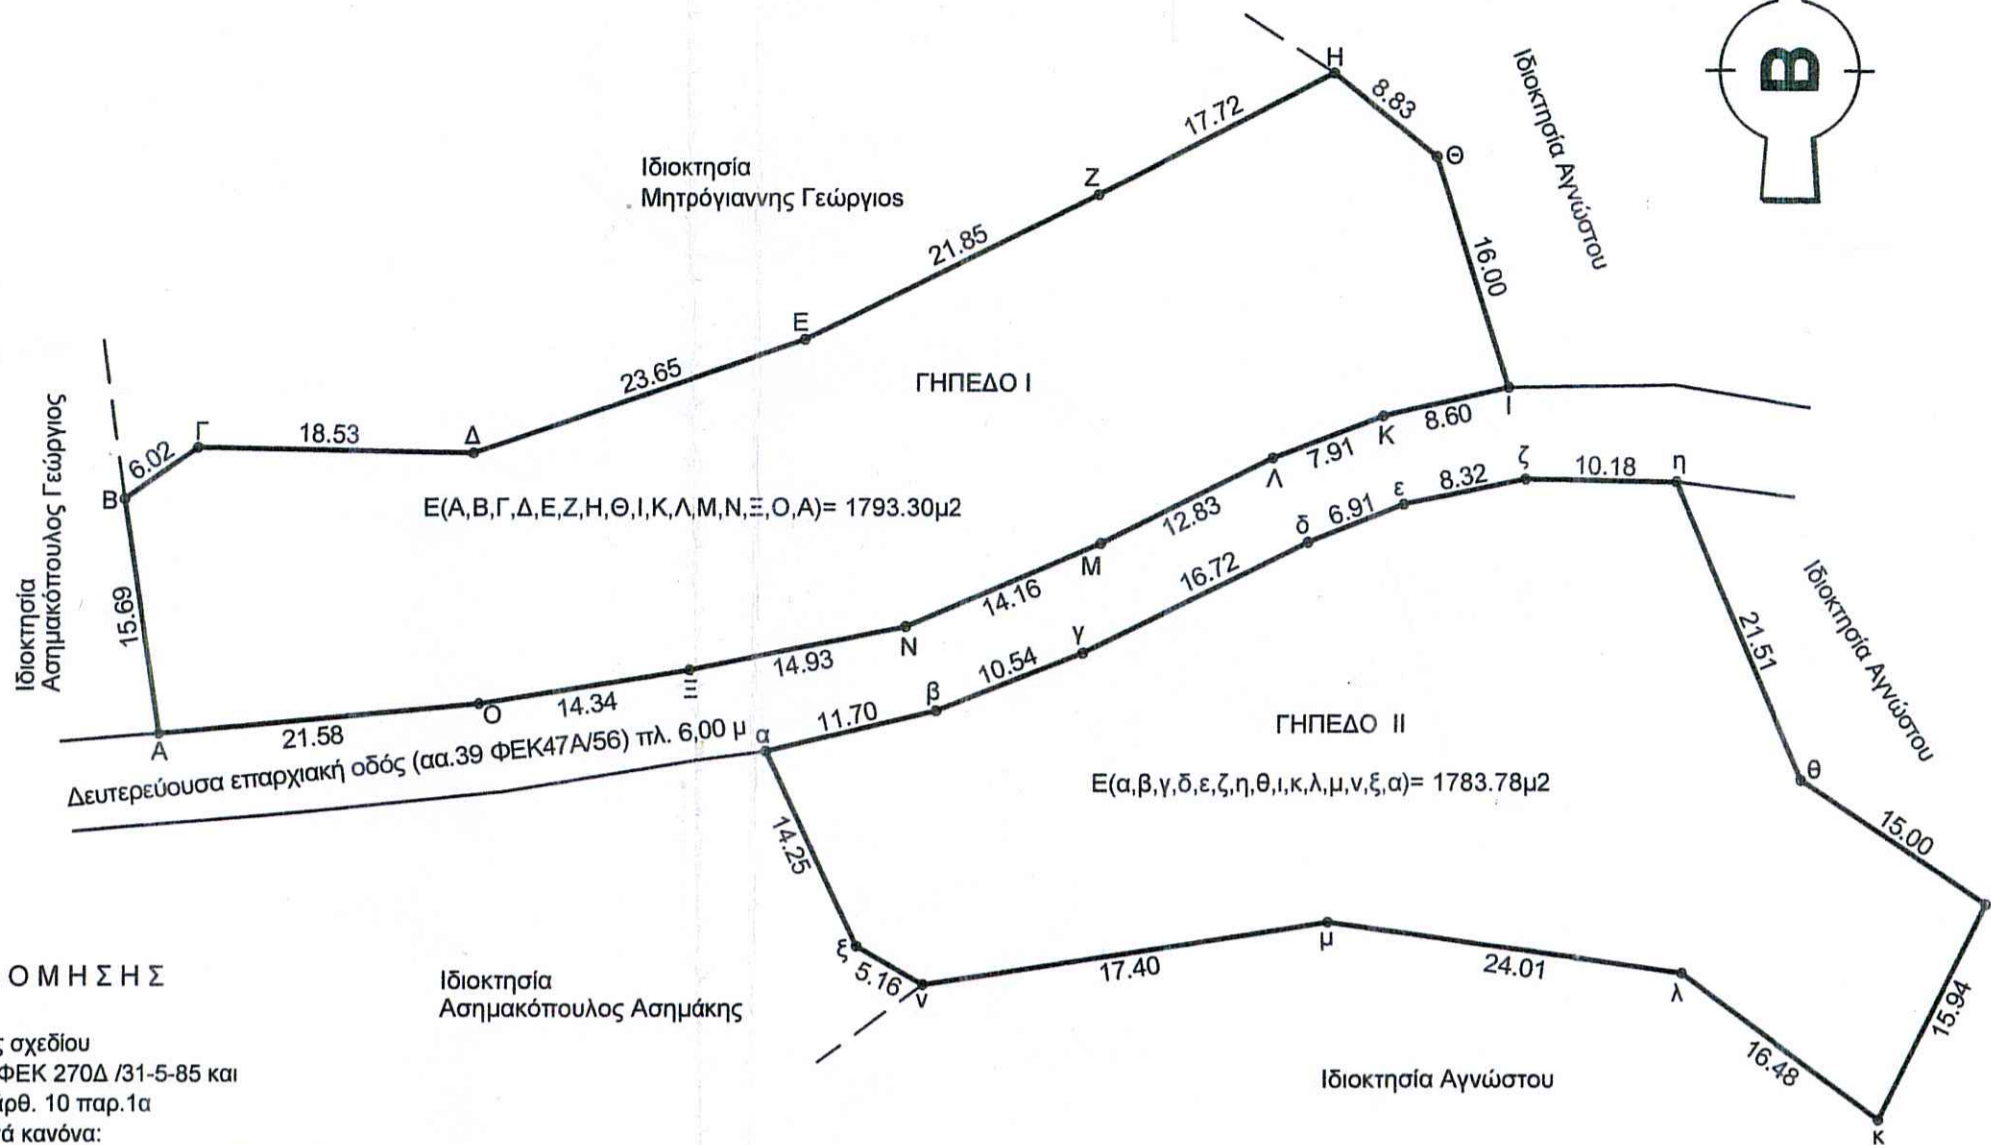 Β
Η
8.83
Θ
17.72
Ιδιοκτησία Αγνώστου
Ιδιοκτησία
Μητρόγιαννης Γεώργιος
Ζ
21.85
16.00
Ε
23.65
ΓΗΠΕΔΟ Ι
Ιδιοκτησία
Ασημακόπουλος Γεώργιος
Γ
18.53
Δ
6.02
Β
Ι
8.60
Κ
7.91
Λ
Ε(Α,Β,Γ,Δ,Ε,Ζ,Η,Θ,Ι,Κ,Λ,Μ,Ν,Ξ,Ο,Α)= 1793.30μ2
12.83
Μ
14.16
Ν
14.93
Ξ
14.34
Ο
21.58
Α
15.69
ζ
10.18
η
8.32
ε
6.91
δ
16.72
γ
10.54
β
11.70
α
Δευτερεύουσα επαρχιακή οδός (αα.39 ΦΕΚ47Α/56) πλ. 6,00 μ
21.51
Ιδιοκτησία Αγνώστου
ΓΗΠΕΔΟ ΙΙ
Ε(α,β,γ,δ,ε,ζ,η,θ,ι,κ,λ,μ,ν,ξ,α)= 1783.78μ2
θ
15.00
14.25
ξ
5.16
ν
17.40
μ
24.01
λ
15.94
16.48
κ
Ιδιοκτησία
Ασημακόπουλος Ασημάκης
Ιδιοκτησία Αγνώστου
ΟΜΗΣΗΣ
ς σχεδίου
ΦΕΚ 270Δ /31-5-85 και
άρθ. 10 παρ.1α
τά κανόνα: